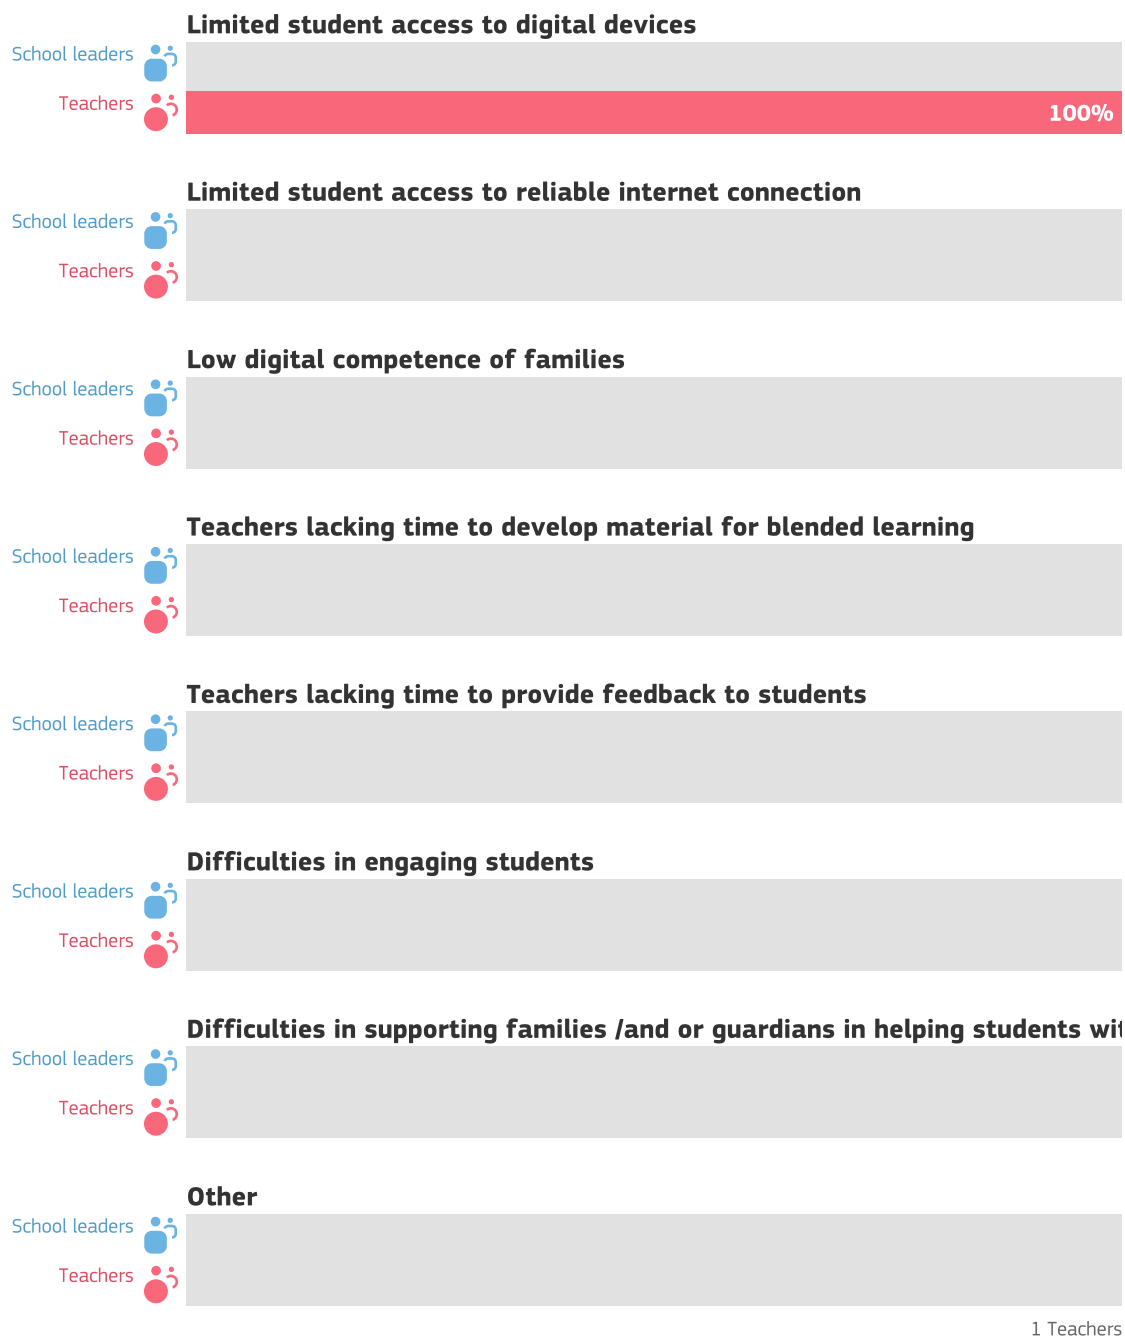 Limited student access to digital devices
School leaders
Teachers
100%
Limited student access to reliable internet connection
School leaders
Teachers
Low digital competence of families
School leaders
Teachers
Teachers lacking time to develop material for blended learning
School leaders
Teachers
Teachers lacking time to provide feedback to students
School leaders
Teachers
Difficulties in engaging students
School leaders
Teachers
Difficulties in supporting families /and or guardians in helping students
School leaders
Teachers
Other
School leaders
Teachers
1 Teachers